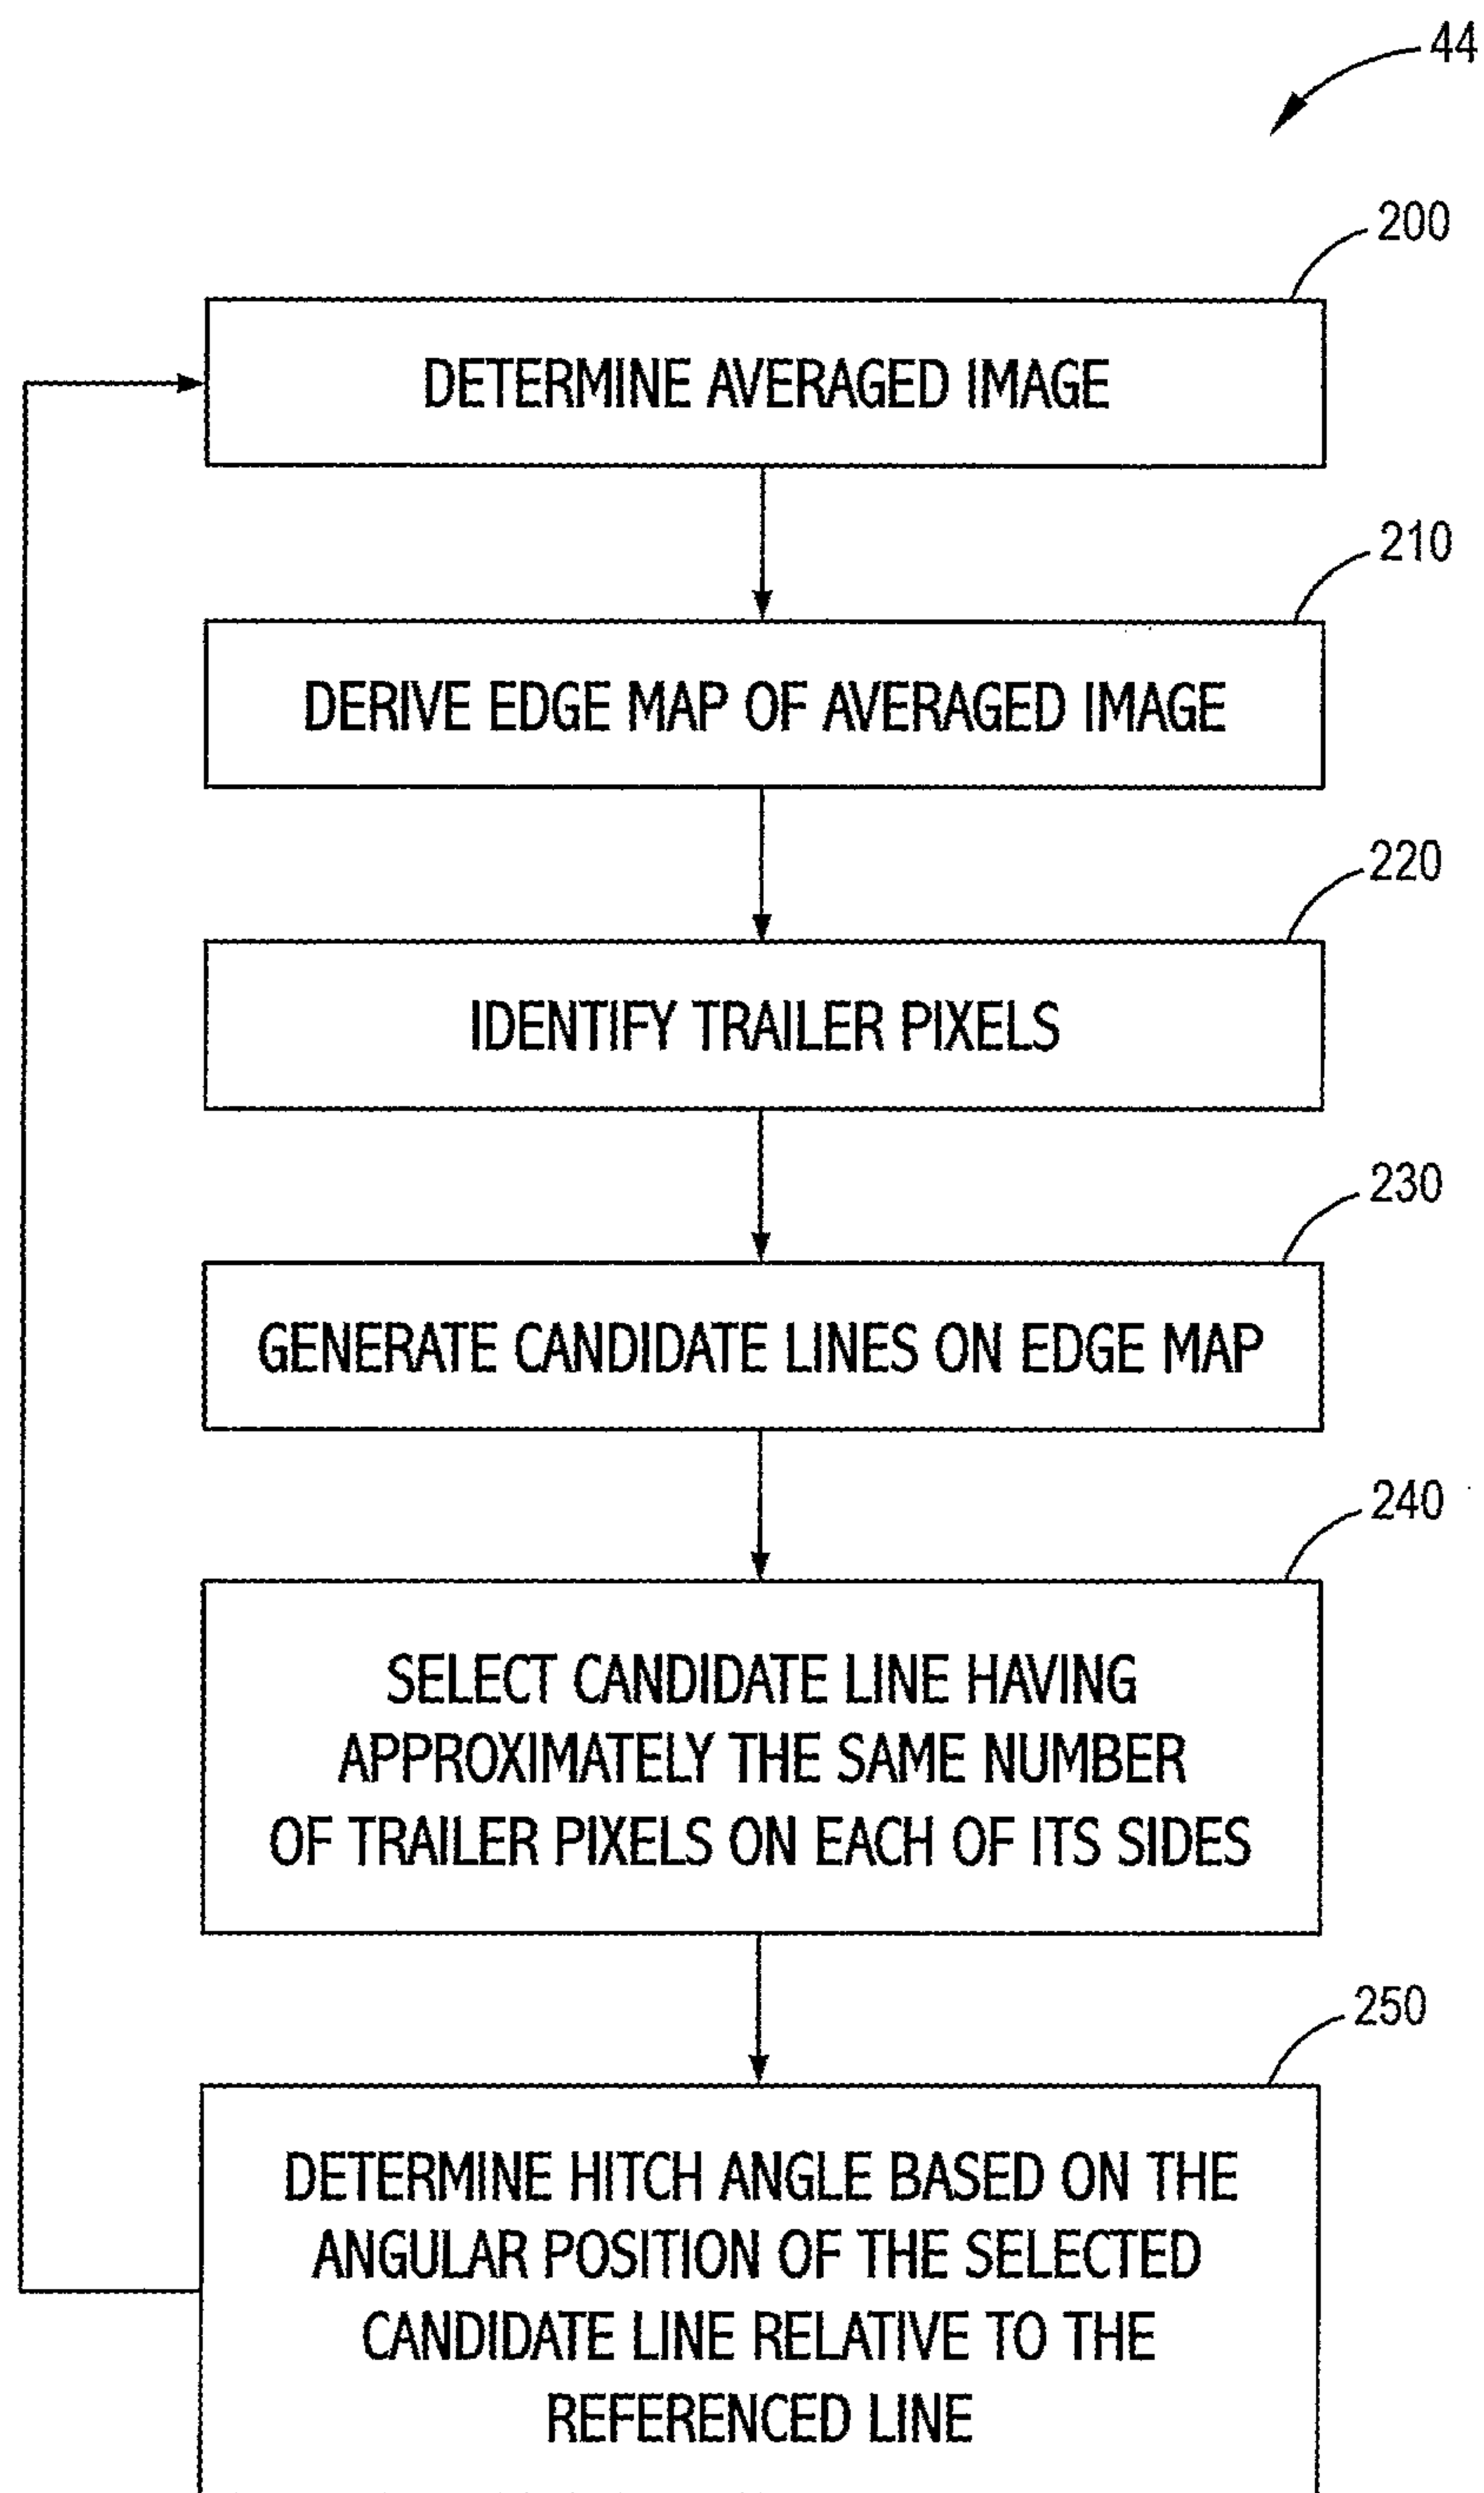 44
200
DETERMINE AVERAGED IMAGE
210
DERIVE EDGE MAP OF AVERAGED IMAGE
220
IDENTIFY TRAILER PIXELS
230
GENERATE CANDIDATE LINES ON EDGE MAP
240
SELECT CANDIDATE LINE HAVING
APPROXIMATELY THE SAME NUMBER
OF TRAILER PIXELS ON EACH OF ITS SIDES
250
DETERMINE HITCH ANGLE BASED ON THE
ANGULAR POSITION OF THE SELECTED
CANDIDATE LINE RELATIVE TO THE
REFERENCED LINE